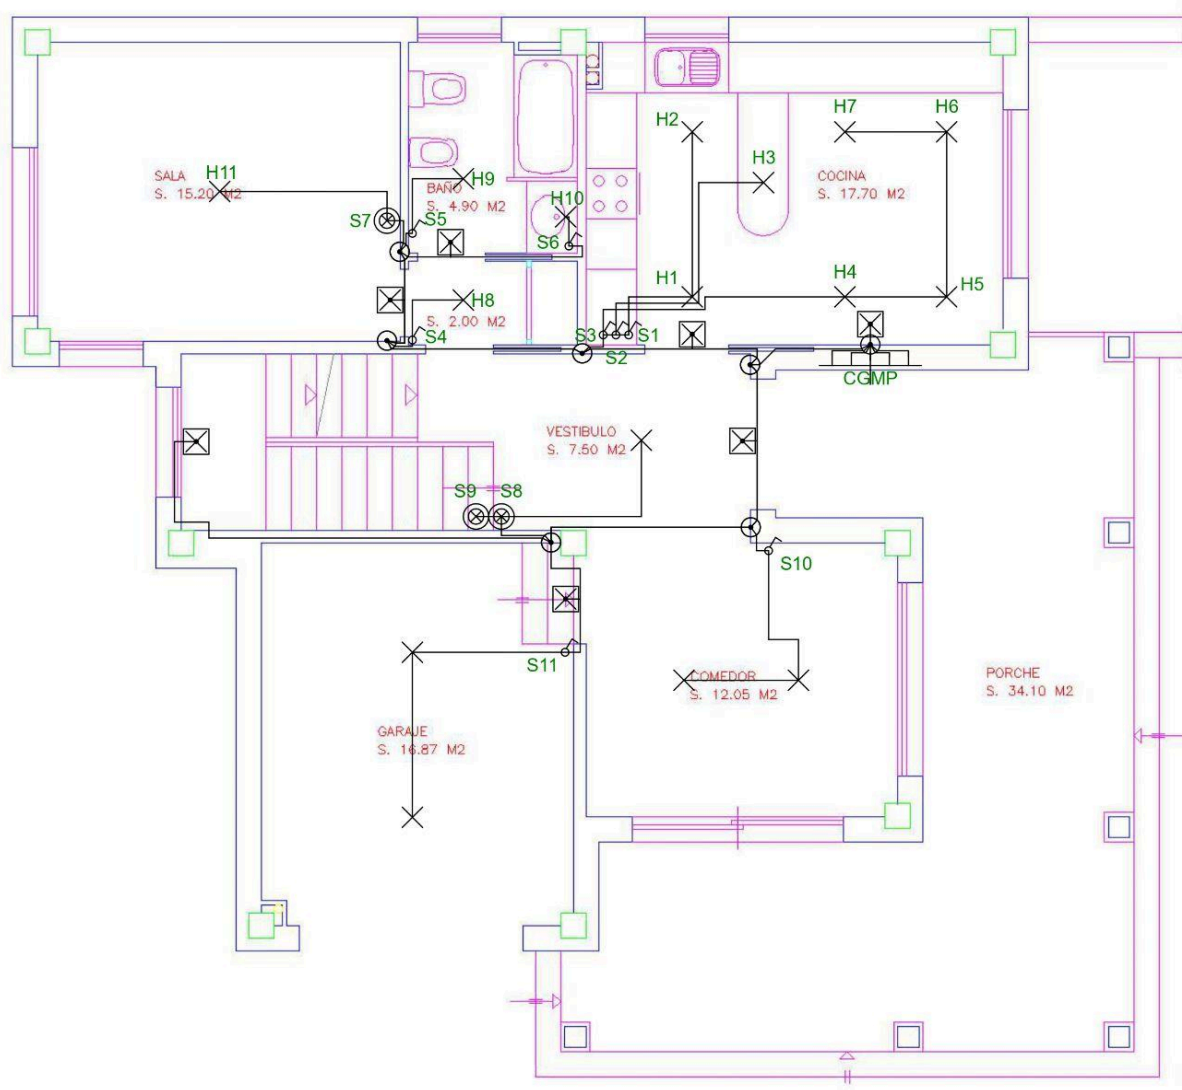 H2
H7
H6
H3
SALA
H11
S. 15.20 M2
H9
BAÑO
S. 4.90 M2
COCINA
S. 17.70 M2
H10
S7
S5
S6
H1
H4
H5
H8
S. 2.00 M2
S4
S3
S1
S2
CGMP
VESTIBULO
S. 7.50 M2
S9
S8
S10
S11
COMEDOR
S. 12.05 M2
PORCHE
S. 34.10 M2
GARAJE
S. 16.87 M2